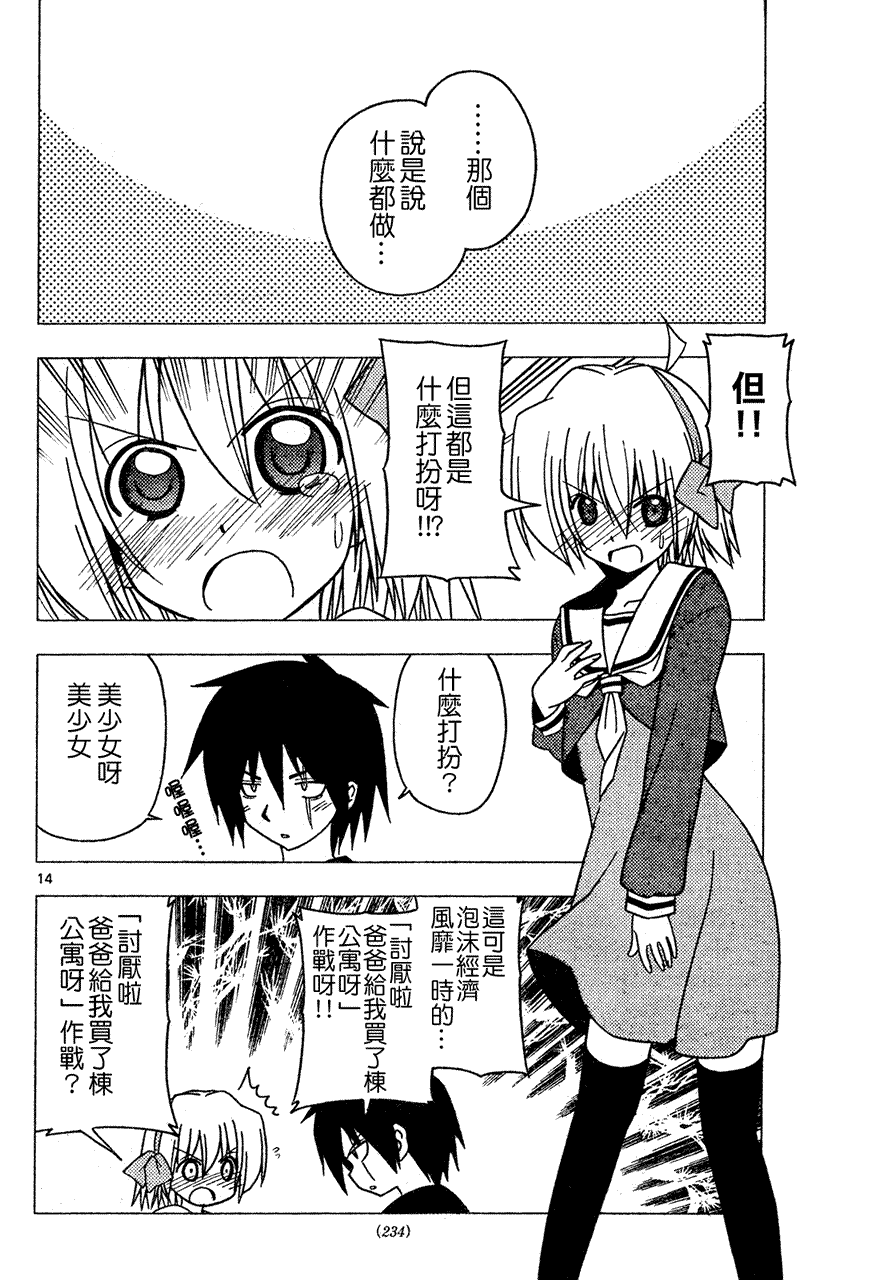 ……那個
說是說
什麼都做…
但!!
但這都是
什麼打扮呀!!?
什麼打扮?
美少女呀
美少女
喔喔喔…
14
這可是
泡沫經濟
風靡一時的…
「討厭啦
爸爸給我買了棟
公寓呀」
作戰呀!!
「討厭啦
爸爸給我買了棟
公寓呀」作戰?
(234)